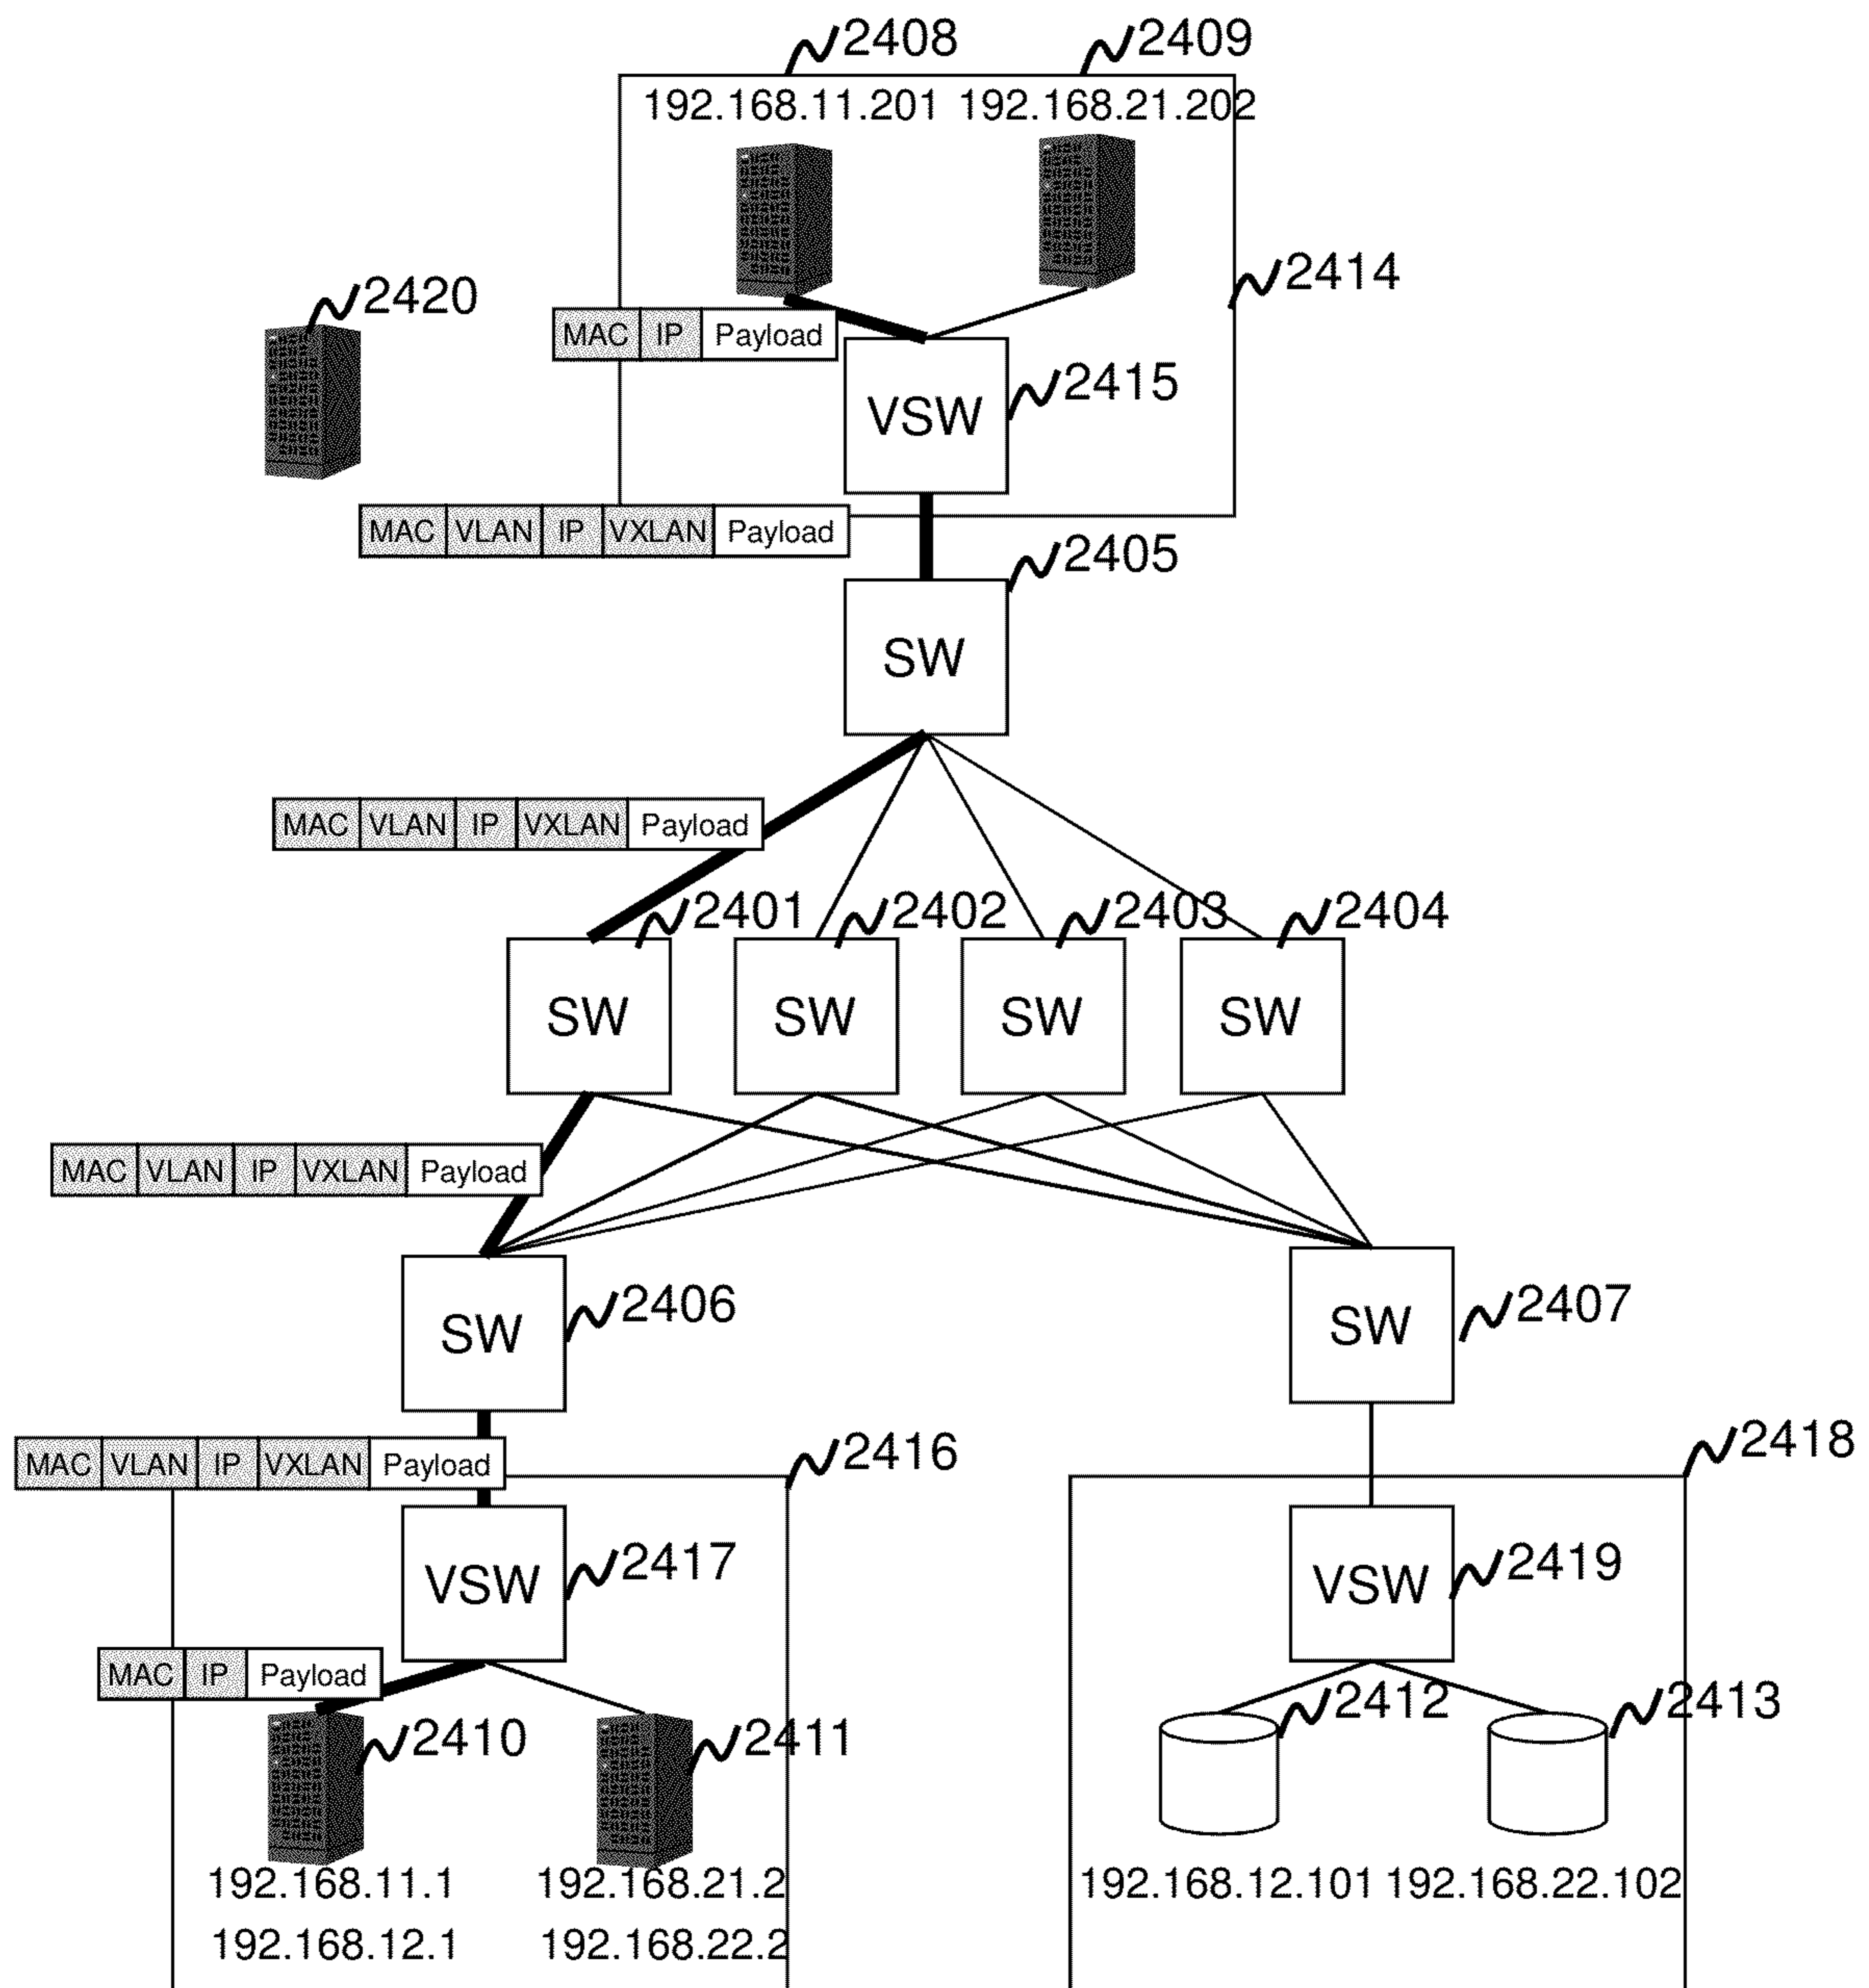 2408 2409
192.168.11.201 192.168.21.202
2414
2420
MAC IP Payload
2415
VSW
MAC VLAN IP VXLAN Payload
2405
SW
MAC VLAN IP VXLAN Payload
2401 2402 2403 2404
SW SW SW SW
MAC VLAN IP VXLAN Payload
2406 2407
SW SW
2416 2418
MAC VLAN IP VXLAN Payload
2417 2419
VSW VSW
MAC IP Payload
2412 2413
2410 2411
192.168.11.1 192.168.21.2 192.168.12.101 192.168.22.102
192.168.12.1 192.168.22.2